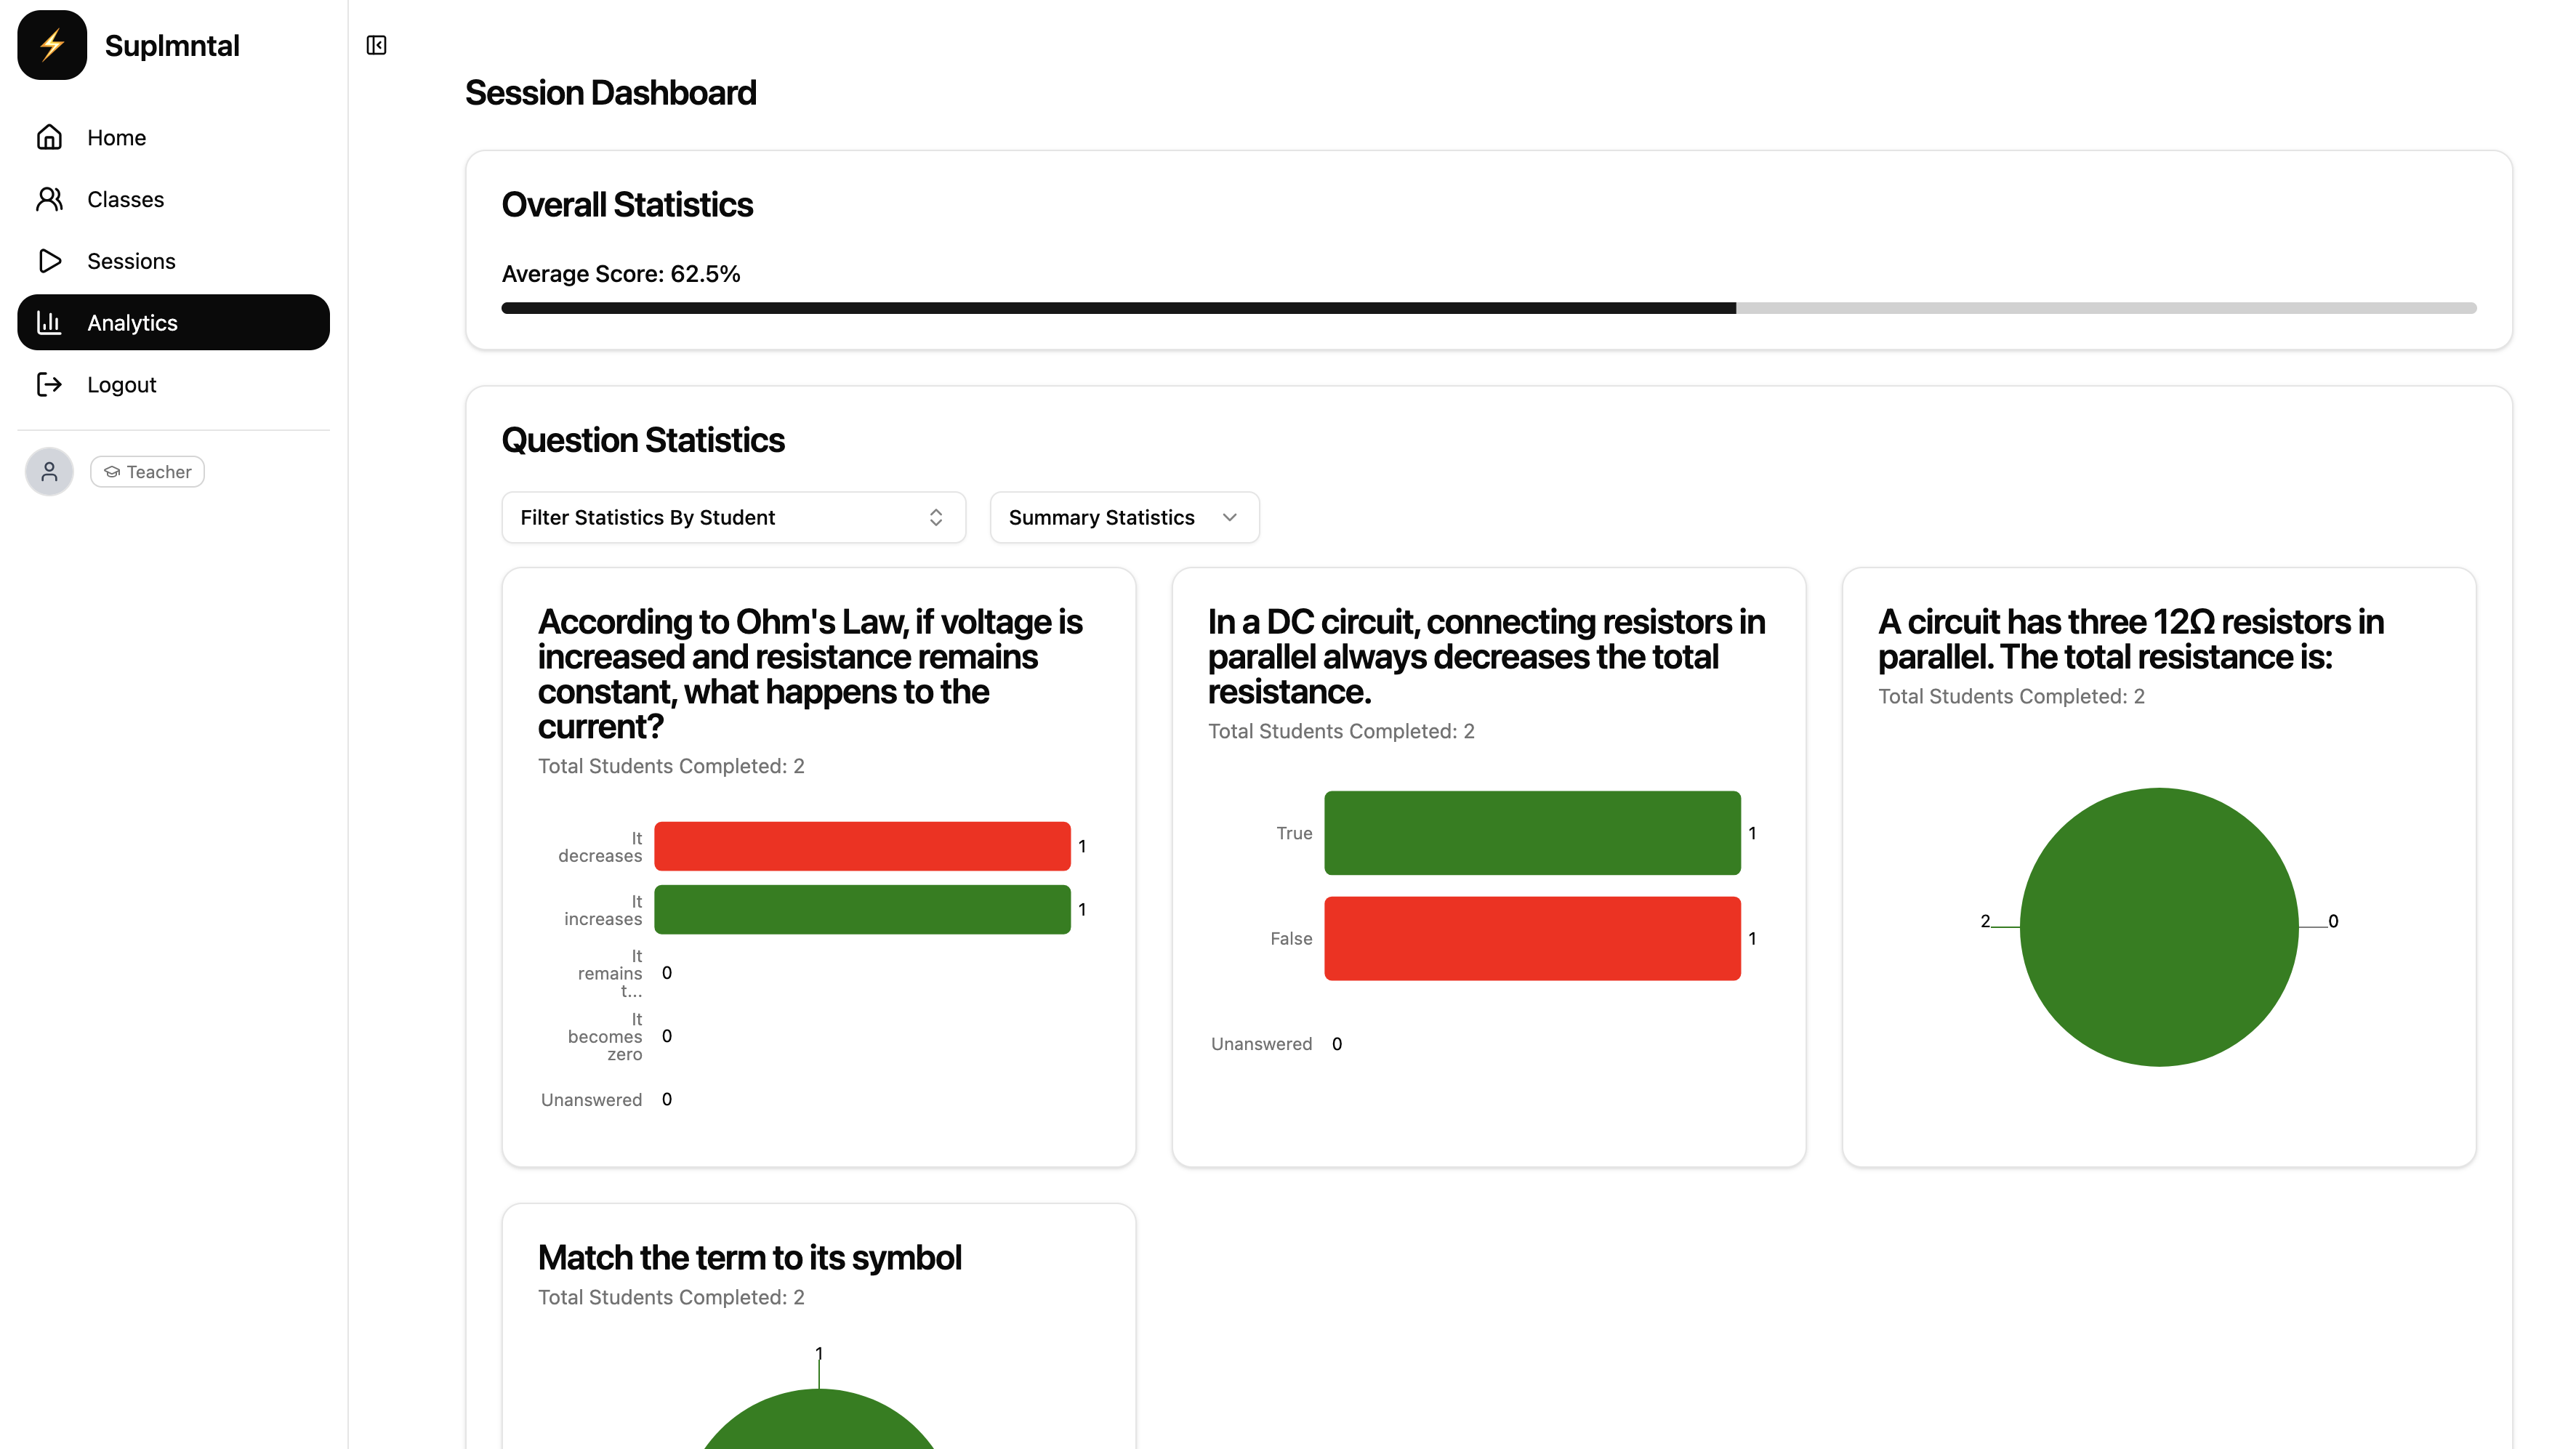 Suplmntal
Home
Classes
Sessions
Analytics
Logout
Teacher
Session Dashboard
Overall Statistics
Average Score: 62.5%
Question Statistics
Filter Statistics By Student
Summary Statistics
According to Ohm's Law, if voltage is
increased and resistance remains
constant, what happens to the
current?
Total Students Completed: 2
It
decreases
1
It
increases
1
It
remains
t...
0
It
becomes
zero
0
Unanswered
0
In a DC circuit, connecting resistors in
parallel always decreases the total
resistance.
Total Students Completed: 2
True
1
False
1
Unanswered
0
A circuit has three 12Ω resistors in
parallel. The total resistance is:
Total Students Completed: 2
2
0
Match the term to its symbol
Total Students Completed: 2
1